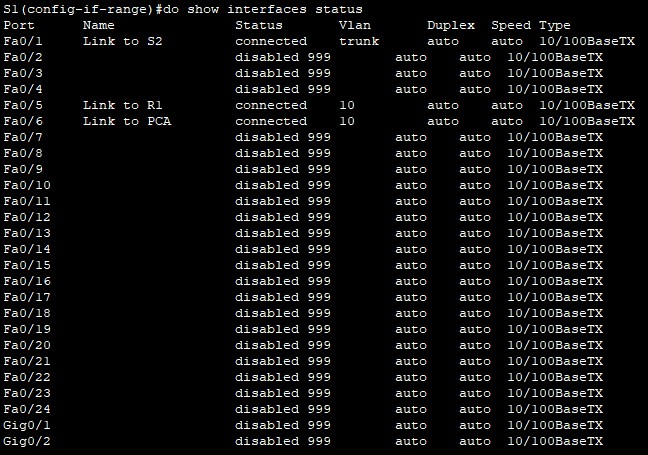 S1(config-if-range)#do show interfaces status
Port Name Status Vlan Duplex Speed Type
Fa0/1 Link to S2 connected trunk auto auto 10/100BaseTX
Fa0/2 disabled 999 auto auto 10/100BaseTX
Fa0/3 disabled 999 auto auto 10/100BaseTX
Fa0/4 disabled 999 auto auto 10/100BaseTX
Fa0/5 Link to R1 connected 10 auto auto 10/100BaseTX
Fa0/6 Link to PCA connected 10 auto auto 10/100BaseTX
Fa0/7 disabled 999 auto auto 10/100BaseTX
Fa0/8 disabled 999 auto auto 10/100BaseTX
Fa0/9 disabled 999 auto auto 10/100BaseTX
Fa0/10 disabled 999 auto auto 10/100BaseTX
Fa0/11 disabled 999 auto auto 10/100BaseTX
Fa0/12 disabled 999 auto auto 10/100BaseTX
Fa0/13 disabled 999 auto auto 10/100BaseTX
Fa0/14 disabled 999 auto auto 10/100BaseTX
Fa0/15 disabled 999 auto auto 10/100BaseTX
Fa0/16 disabled 999 auto auto 10/100BaseTX
Fa0/17 disabled 999 auto auto 10/100BaseTX
Fa0/18 disabled 999 auto auto 10/100BaseTX
Fa0/19 disabled 999 auto auto 10/100BaseTX
Fa0/20 disabled 999 auto auto 10/100BaseTX
Fa0/21 disabled 999 auto auto 10/100BaseTX
Fa0/22 disabled 999 auto auto 10/100BaseTX
Fa0/23 disabled 999 auto auto 10/100BaseTX
Fa0/24 disabled 999 auto auto 10/100BaseTX
Gig0/1 disabled 999 auto auto 10/100BaseTX
Gig0/2 disabled 999 auto auto 10/100BaseTX